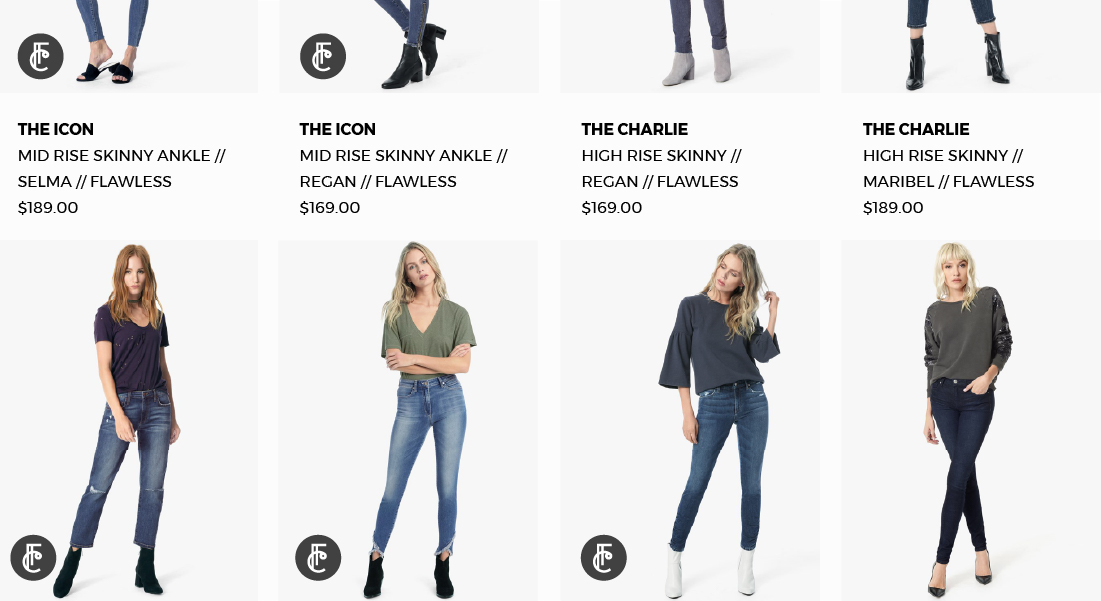 THE ICON
MID RISE SKINNY ANKLE //
SELMA // FLAWLESS
$189.00
THE ICON
MID RISE SKINNY ANKLE //
REGAN // FLAWLESS
$169.00
THE CHARLIE
HIGH RISE SKINNY //
REGAN // FLAWLESS
$169.00
THE CHARLIE
HIGH RISE SKINNY //
MARIBEL // FLAWLESS
$189.00